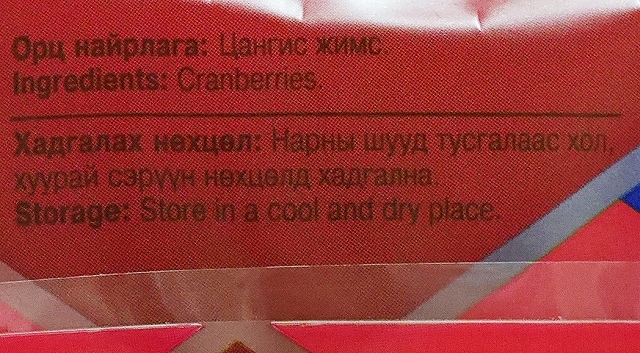 Орц найрлага: Цангис жимс.
Ingredients: Cranberries.
Хадгалах нөхцөл: Нарны шууд тусгалаас хол,
хуурай сэрүүн нөхцөлд хадгална.
Storage: Store in a cool and dry place.